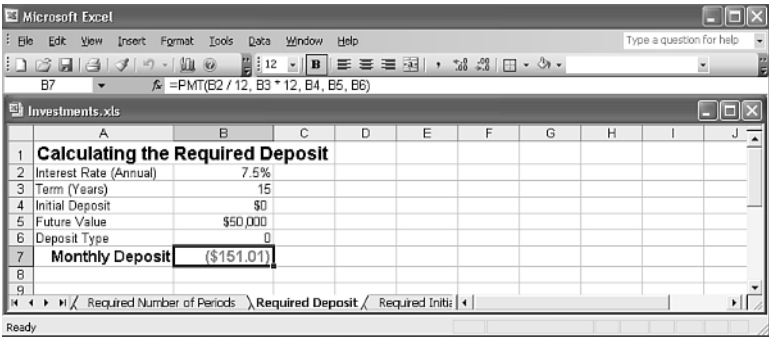 Microsoft Excel
File Edit View Insert Format Tools Data Window Help Type a question for help
12 B
B7 fx =PMT(B2 / 12, B3 * 12, B4, B5, B6)
Investments.xls
A B C D E F G H I J
1 Calculating the Required Deposit
2 Interest Rate (Annual) 7.5%
3 Term (Years) 15
4 Initial Deposit $0
5 Future Value $50,000
6 Deposit Type 0
7 Monthly Deposit ($151.01)
8
9
Required Number of Periods Required Deposit Required Initia
Ready